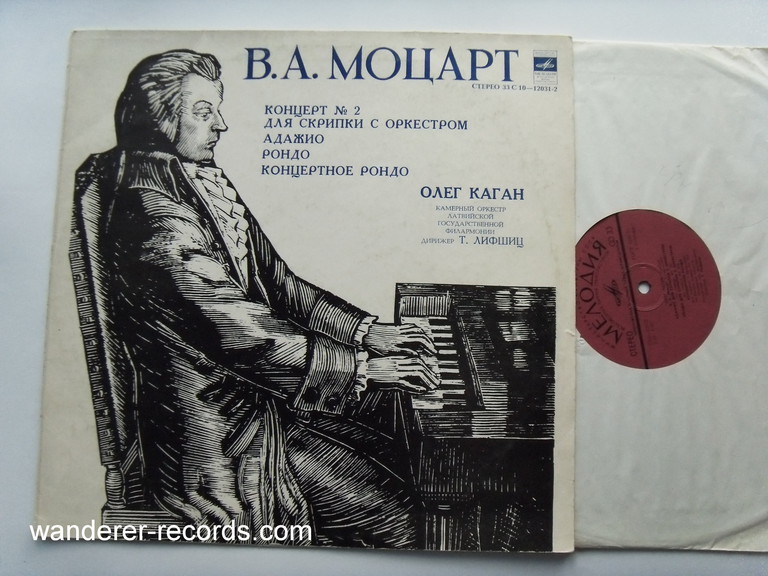 В.А. МОЦАРТ
СТЕРЕО 33 С 10—12031-2
КОНЦЕРТ № 2
ДЛЯ СКРИПКИ С ОРКЕСТРОМ
АДАЖИО
РОНДО
КОНЦЕРТНОЕ РОНДО
ОЛЕГ КАГАН
КАМЕРНЫЙ ОРКЕСТР
ЛАТВИЙСКОЙ
ГОСУДАРСТВЕННОЙ
ФИЛАРМОНИИ
ДИРИЖЕР Т. ЛИФШИЦ
МЕЛОДИЯ
СТЕРЕО
wanderer-records.com